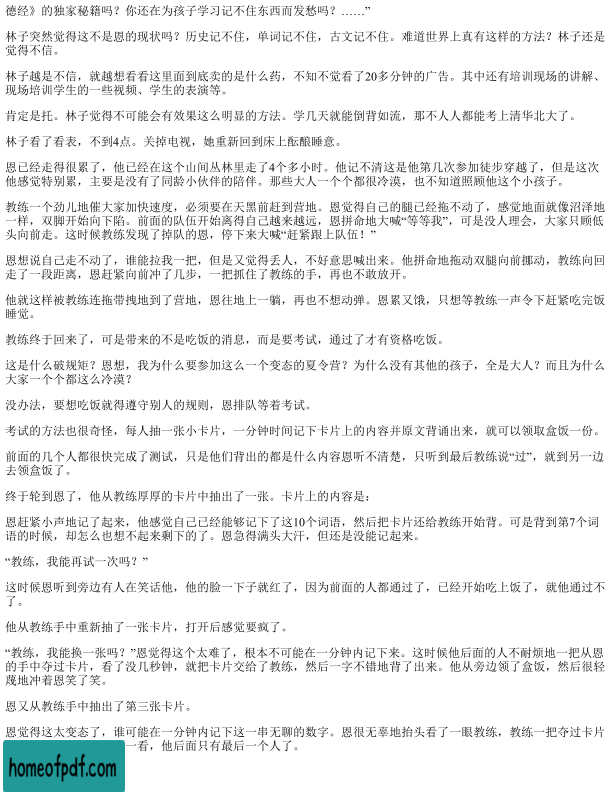 德经》的独家秘籍吗？你还在为孩子学习记不住东西而发愁吗？……”
林子突然觉得这不是恩的现状吗？历史记不住，单词记不住，古文记不住。难道世界上真有这样的方法？林子还是
觉得不信。
林子越是不信，就越想看看这里面到底卖的是什么药，不知不觉看了20多分钟的广告。其中还有培训现场的讲解、
现场培训学生的一些视频、学生的表演等。
肯定是托。林子觉得不可能会有效果这么明显的方法。学几天就能倒背如流，那不人人都能考上清华北大了。
林子看了看表，不到4点。关掉电视，她重新回到床上酝酿睡意。
恩已经走得很累了，他已经在这个山间丛林里走了4个多小时。他记不清这是他第几次参加徒步穿越了，但是这次
他感觉特别累，主要是没有了同龄小伙伴的陪伴。那些大人一个个都很冷漠，也不知道照顾他这个小孩子。
教练一个劲儿地催大家加快速度，必须要在天黑前赶到营地。恩觉得自己的腿已经拖不动了，感觉地面就像沼泽地
一样，双脚开始向下陷。前面的队伍开始离得自己越来越远，恩拼命地大喊“等等我”，可是没人理会，大家只顾低
头向前走。这时候教练发现了掉队的恩，停下来大喊“赶紧跟上队伍！”
恩想说自己走不动了，谁能拉我一把，但是又觉得丢人，不好意思喊出来。他拼命地拖动双腿向前挪动，教练向回
走了一段距离，恩赶紧向前冲了几步，一把抓住了教练的手，再也不敢放开。
他就这样被教练连拖带拽地到了营地，恩往地上一躺，再也不想动弹。恩累又饿，只想等教练一声令下赶紧吃完饭
睡觉。
教练终于回来了，可是带来的不是吃饭的消息，而是要考试，通过了才有资格吃饭。
这是什么破规矩？恩想，我为什么要参加这么一个变态的夏令营？为什么没有其他的孩子，全是大人？而且为什么
大家一个个都这么冷漠？
没办法，要想吃饭就得遵守别人的规则，恩排队等着考试。
考试的方法也很奇怪，每人抽一张小卡片，一分钟时间记下卡片上的内容并原文背诵出来，就可以领取盒饭一份。
前面的几个人都很快完成了测试，只是他们背出的都是什么内容恩听不清楚，只听到最后教练说“过”，就到另一边
去领盒饭了。
终于轮到恩了，他从教练厚厚的卡片中抽出了一张。卡片上的内容是：
恩赶紧小声地记了起来，他感觉自己已经能够记下了这10个词语，然后把卡片还给教练开始背。可是背到第7个词
语的时候，却怎么也想不起来剩下的了。恩急得满头大汗，但还是没能记起来。
“教练，我能再试一次吗？”
这时候恩听到旁边有人在笑话他，他的脸一下子就红了，因为前面的人都通过了，已经开始吃上饭了，就他通过不
了。
他从教练手中重新抽了一张卡片，打开后感觉要疯了。
“教练，我能换一张吗？”恩觉得这个太难了，根本不可能在一分钟内记下来。这时候他后面的人不耐烦地一把从恩
的手中夺过卡片，看了没几秒钟，就把卡片交给了教练，然后一字不错地背了出来。他从旁边领了盒饭，然后很轻
蔑地冲着恩笑了笑。
恩又从教练手中抽出了第三张卡片。
恩觉得这太变态了，谁可能在一分钟内记下这一串无聊的数字。恩很无辜地抬头看了一眼教练，教练一把夺过卡片
一看，他后面只有最后一个人了。
homeofpdf.com